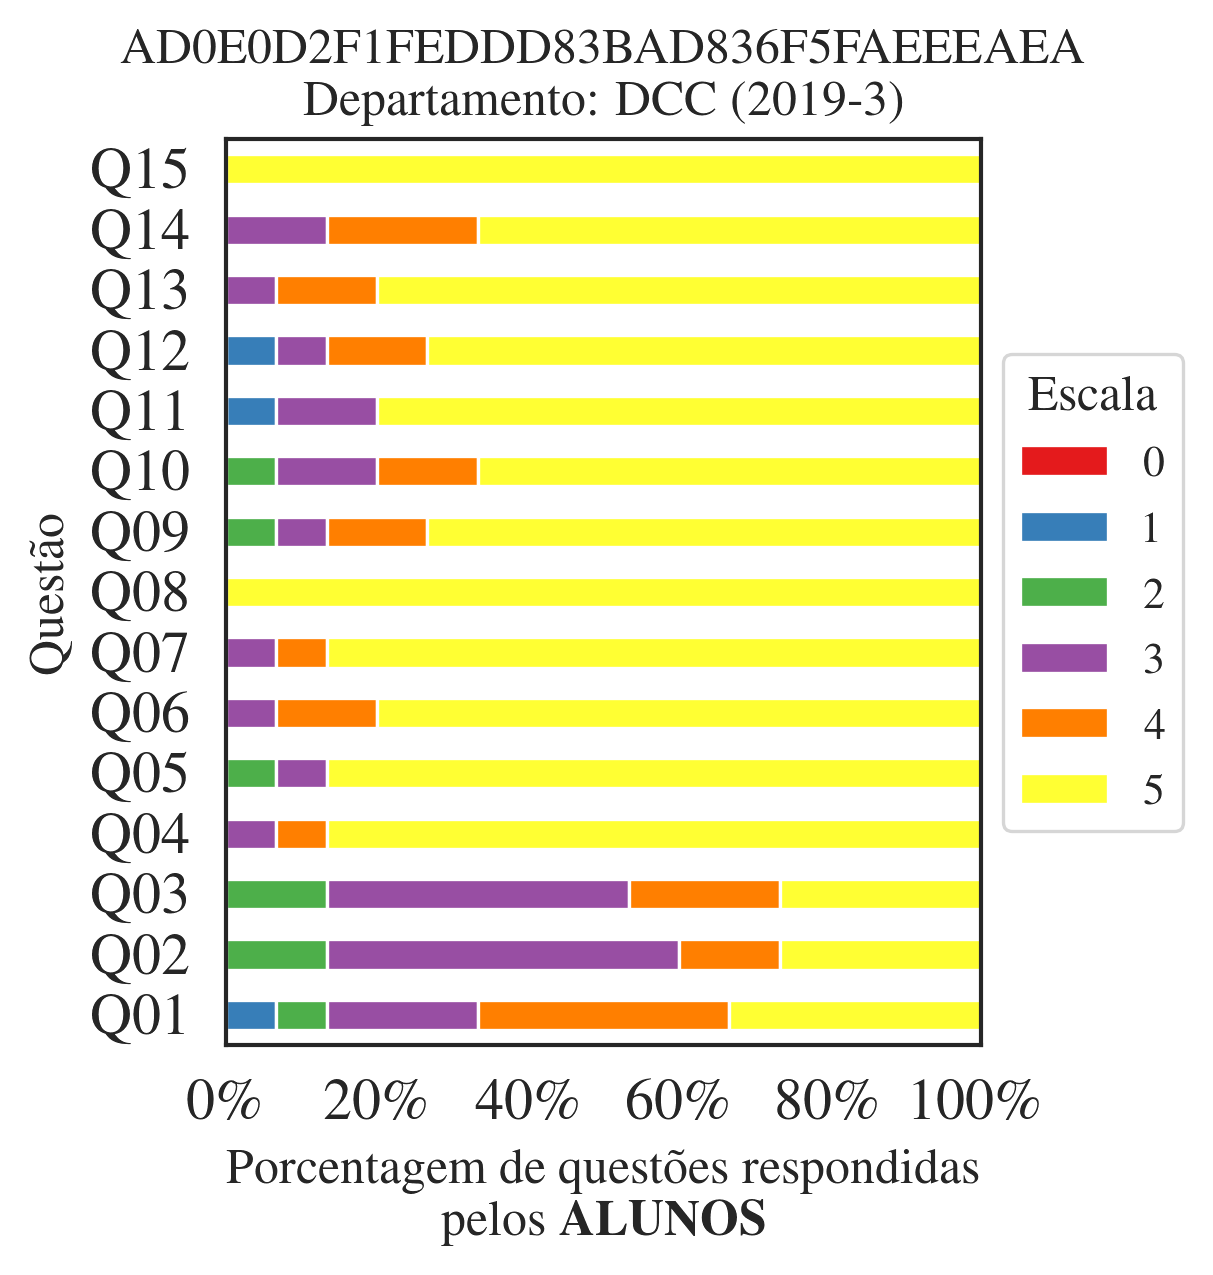 AD0E0D2F1FEDDD83BAD836F5FAEEEAEA
Departamento: DCC (2019-3)
Questão
Q15
Q14
Q13
Q12
Q11
Q10
Q09
Q08
Q07
Q06
Q05
Q04
Q03
Q02
Q01
0% 20% 40% 60% 80% 100%
Porcentagem de questões respondidas
pelos ALUNOS
Escala
0
1
2
3
4
5